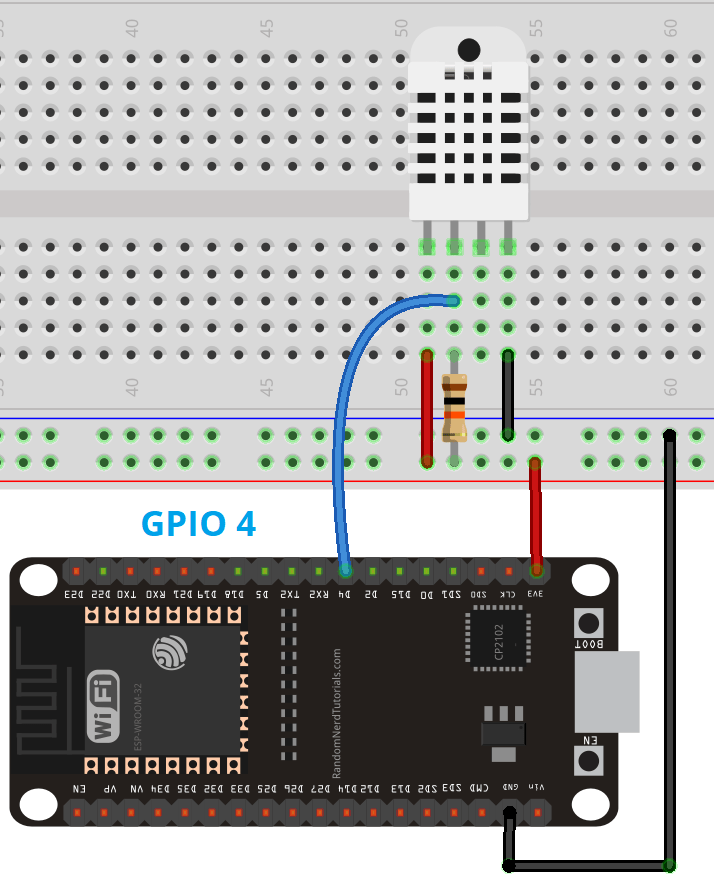 40 45 50 55 60
35 40 45 50 55 60
GPIO 4
D23 D22 TXD RXD D21 D19 D18 D5 TX2 RX2 D4 D2 D15 D0 SD1 SD0 CLK 3V3
BOOT
CP2102
WiFi
ESP-WROOM-32
RandomNerdTutorials.com
EN
EN VP VN D34 D35 D32 D33 D25 D26 D27 D14 D12 D13 SD2 SD3 CMD GND Vin